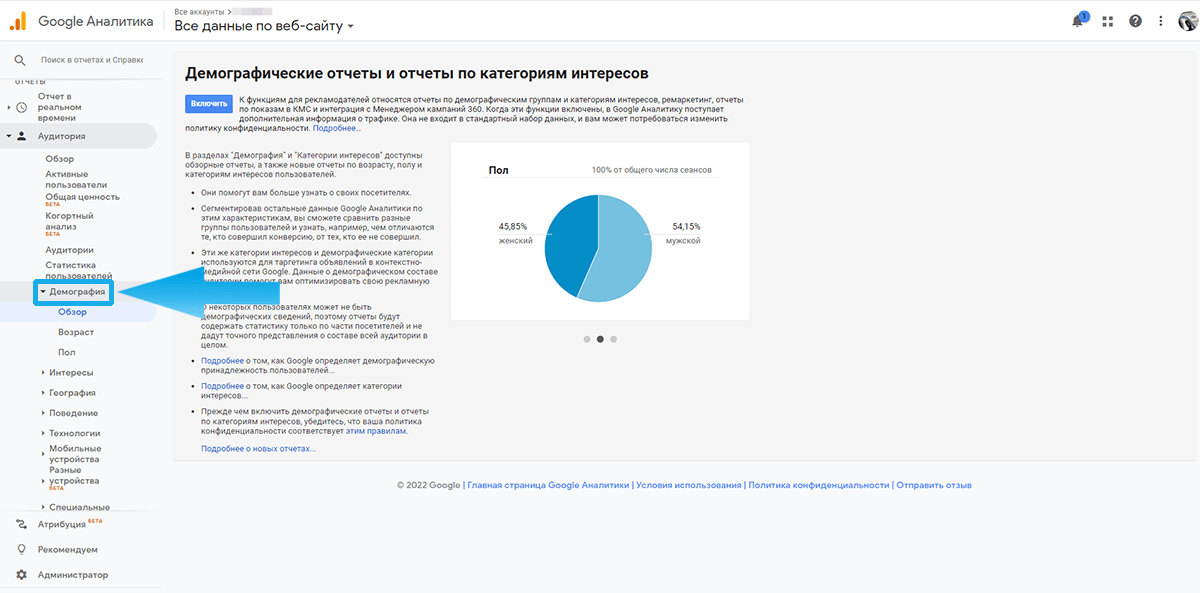 Google Аналитика
Все аккаунты >
Все данные по веб-сайту
1
Поиск в отчетах и Справке
ОТЧЕТЫ
Отчет в
реальном
времени
Аудитория
Обзор
Активные
пользователи
Общая ценность
BETA
Когортный
анализ
BETA
Аудитории
Статистика
пользователей
Демография
Обзор
Возраст
Пол
Интересы
География
Поведение
Технологии
Мобильные
устройства
Разные
устройства
BETA
Специальные
Атрибуция BETA
Рекомендуем
Администратор
Демографические отчеты и отчеты по категориям интересов
Включить
К функциям для рекламодателей относятся отчеты по демографическим группам и категориям интересов, ремаркетинг, отчеты
по показам в КМС и интеграция с Менеджером кампаний 360. Когда эти функции включены, в Google Аналитику поступает
дополнительная информация о трафике. Она не входит в стандартный набор данных, и вам может потребоваться изменить
политику конфиденциальности. Подробнее…
В разделах "Демография" и "Категории интересов" доступны
обзорные отчеты, а также новые отчеты по возрасту, полу и
категориям интересов пользователей.
• Они помогут вам больше узнать о своих посетителях.
• Сегментировав остальные данные Google Аналитики по
этим характеристикам, вы сможете сравнить разные
группы пользователей и узнать, например, чем отличаются
те, кто совершил конверсию, от тех, кто ее не совершил.
• Эти же категории интересов и демографические категории
используются для таргетинга объявлений в контекстно-
медийной сети Google. Данные о демографическом составе
аудитории помогут вам оптимизировать свою рекламную
О некоторых пользователях может не быть
демографических сведений, поэтому отчеты будут
содержать статистику только по части посетителей и не
дадут точного представления о составе всей аудитории в
целом.
• Подробнее о том, как Google определяет демографическую
принадлежность пользователей…
• Подробнее о том, как Google определяет категории
интересов…
• Прежде чем включить демографические отчеты и отчеты
по категориям интересов, убедитесь, что ваша политика
конфиденциальности соответствует этим правилам.
Подробнее о новых отчетах…
Пол
100% от общего числа сеансов
45,85%
женский
54,15%
мужской
© 2022 Google | Главная страница Google Аналитики | Условия использования | Политика конфиденциальности | Отправить отзыв